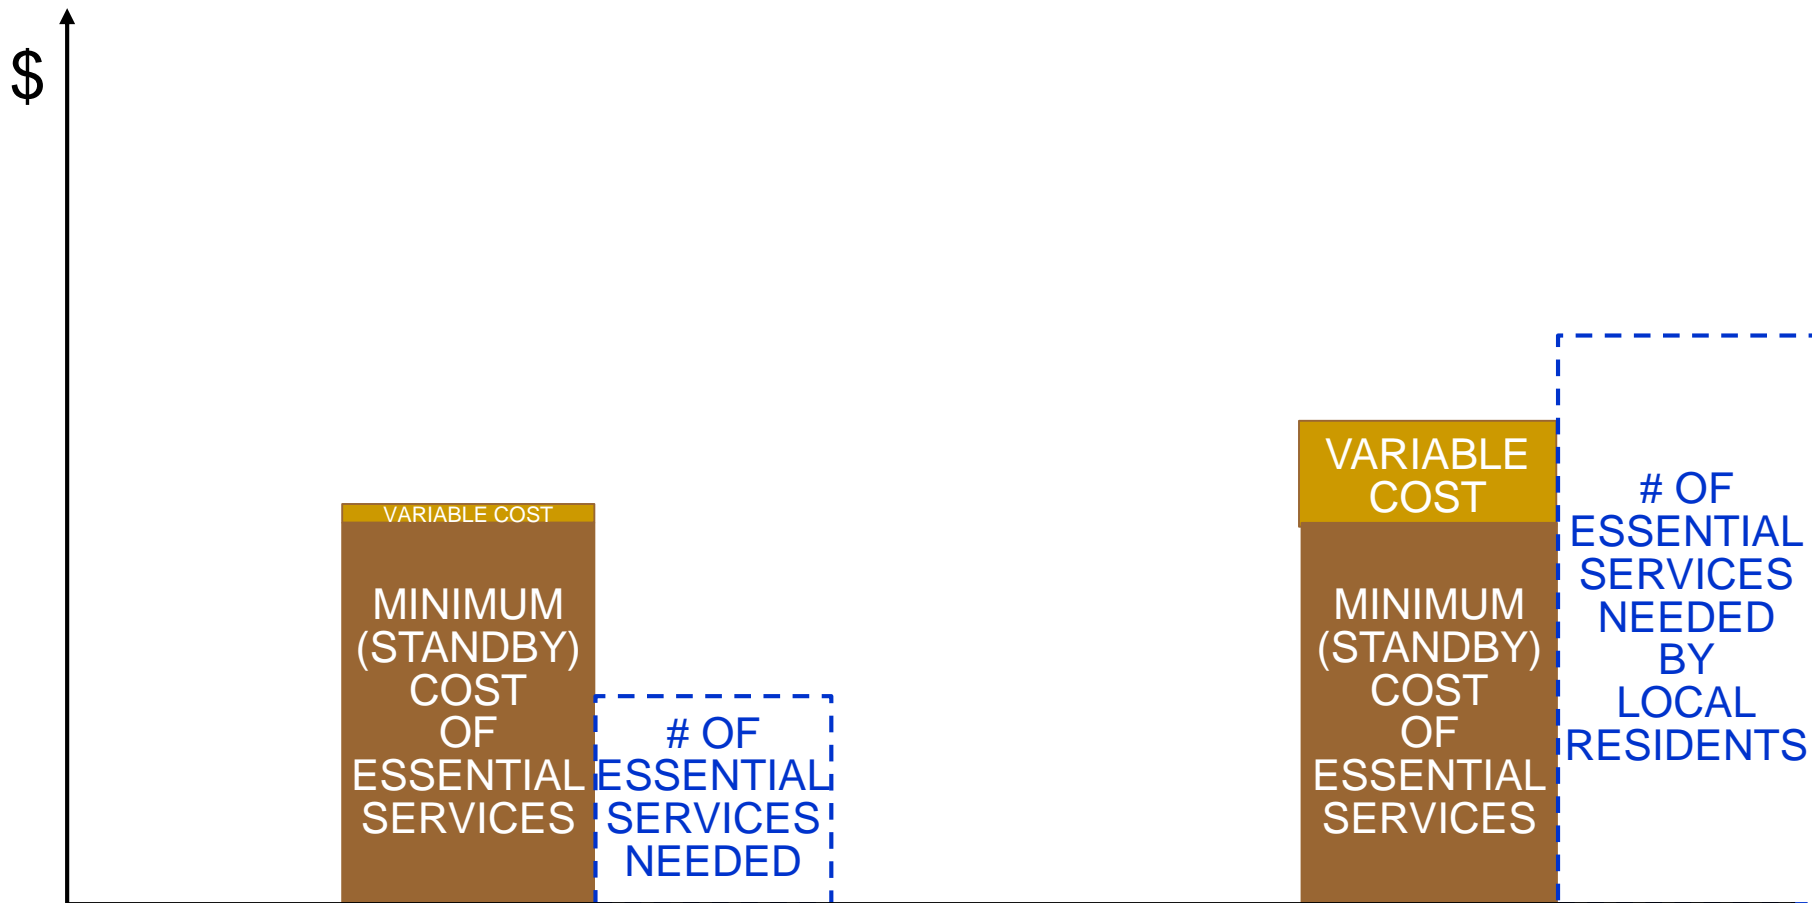 $
VARIABLE COST
MINIMUM
(STANDBY)
COST
OF
ESSENTIAL
SERVICES
# OF
ESSENTIAL
SERVICES
NEEDED
VARIABLE
COST
MINIMUM
(STANDBY)
COST
OF
ESSENTIAL
SERVICES
# OF
ESSENTIAL
SERVICES
NEEDED
BY
LOCAL
RESIDENTS